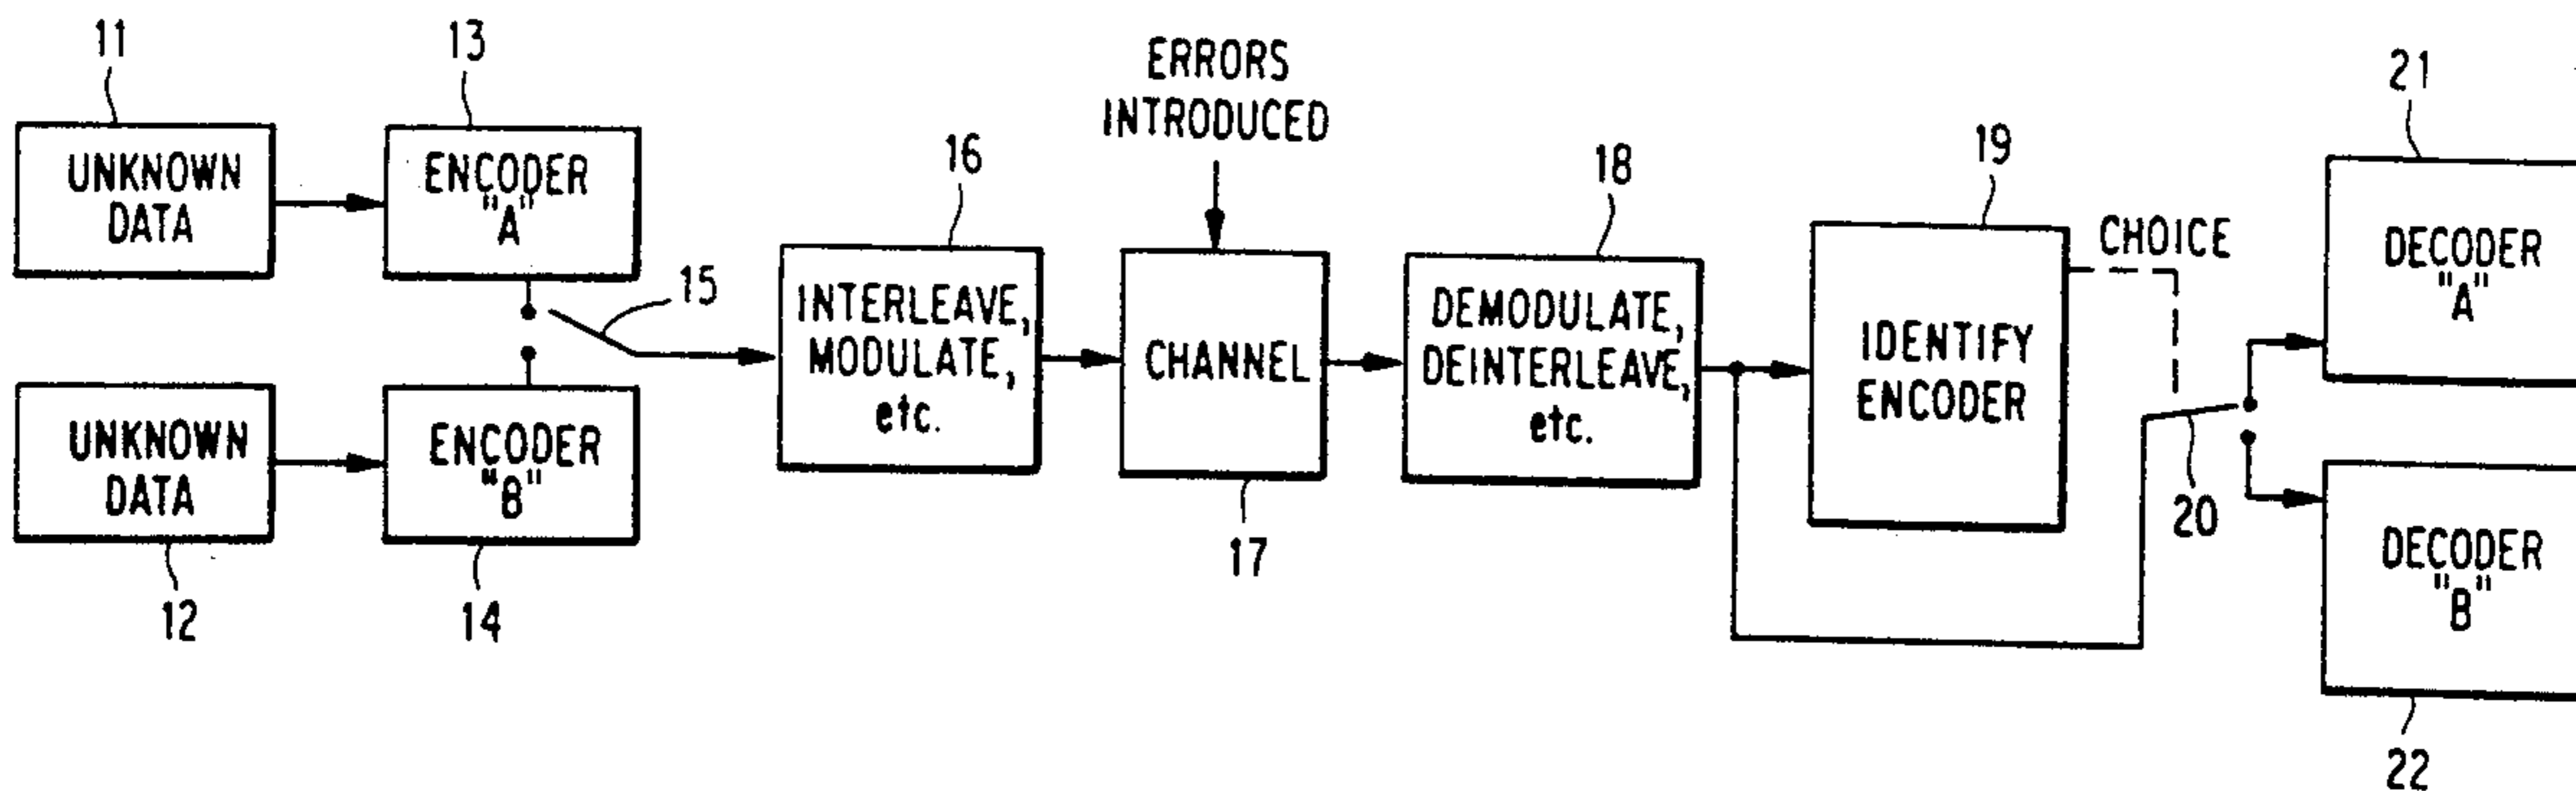 11
UNKNOWN
DATA
13
ENCODER
"A"
15
UNKNOWN
DATA
12
ENCODER
"B"
14
16
INTERLEAVE,
MODULATE,
etc.
ERRORS
INTRODUCED
CHANNEL
17
18
DEMODULATE,
DEINTERLEAVE,
etc.
19
IDENTIFY
ENCODER
CHOICE
20
21
DECODER
"A"
DECODER
"B"
22